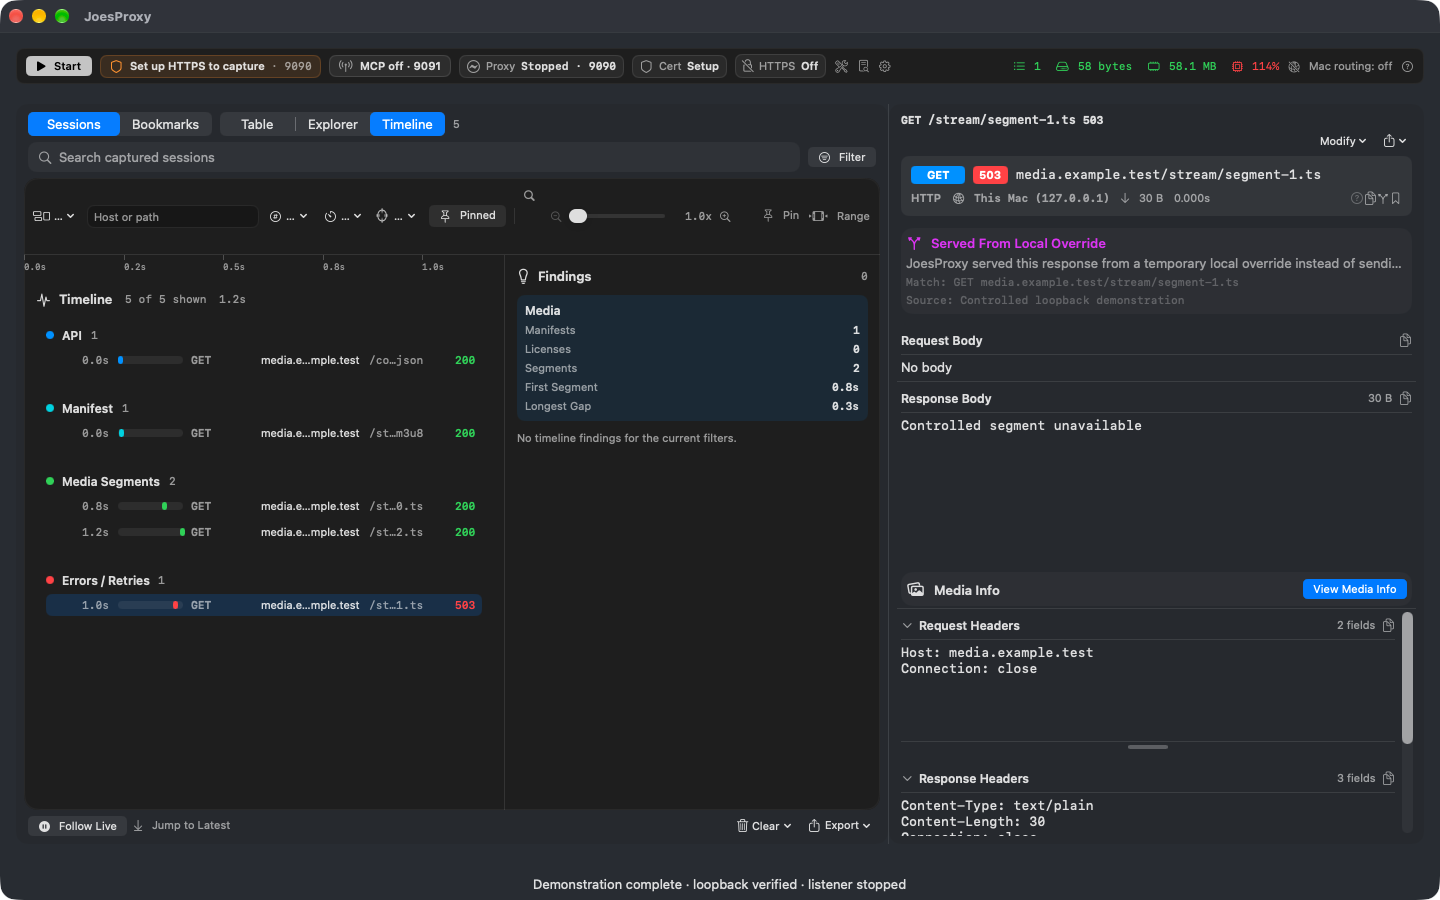 JoesProxy
Start
Set up HTTPS to capture · 9090
MCP off · 9091
Proxy Stopped · 9090
Cert Setup
HTTPS Off
1
58 bytes
58.1 MB
114%
Mac routing: off
Sessions
Bookmarks
Table
Explorer
Timeline
5
Search captured sessions
Filter
...
Host or path
...
...
...
Pinned
1.0x
Pin
Range
0.0s
0.2s
0.5s
0.8s
1.0s
Timeline 5 of 5 shown 1.2s
API 1
0.0s GET media.e...mple.test /co...json 200
Manifest 1
0.0s GET media.e...mple.test /st...m3u8 200
Media Segments 2
0.8s GET media.e...mple.test /st...0.ts 200
1.2s GET media.e...mple.test /st...2.ts 200
Errors / Retries 1
1.0s GET media.e...mple.test /st...1.ts 503
Findings 0
Media
Manifests 1
Licenses 0
Segments 2
First Segment 0.8s
Longest Gap 0.3s
No timeline findings for the current filters.
Follow Live
Jump to Latest
Clear
Export
GET /stream/segment-1.ts 503
Modify
GET 503 media.example.test/stream/segment-1.ts
HTTP This Mac (127.0.0.1) 30 B 0.000s
Served From Local Override
JoesProxy served this response from a temporary local override instead of sendi...
Match: GET media.example.test/stream/segment-1.ts
Source: Controlled loopback demonstration
Request Body
No body
Response Body 30 B
Controlled segment unavailable
Media Info
View Media Info
Request Headers 2 fields
Host: media.example.test
Connection: close
Response Headers 3 fields
Content-Type: text/plain
Content-Length: 30
Connection: close
Demonstration complete · loopback verified · listener stopped